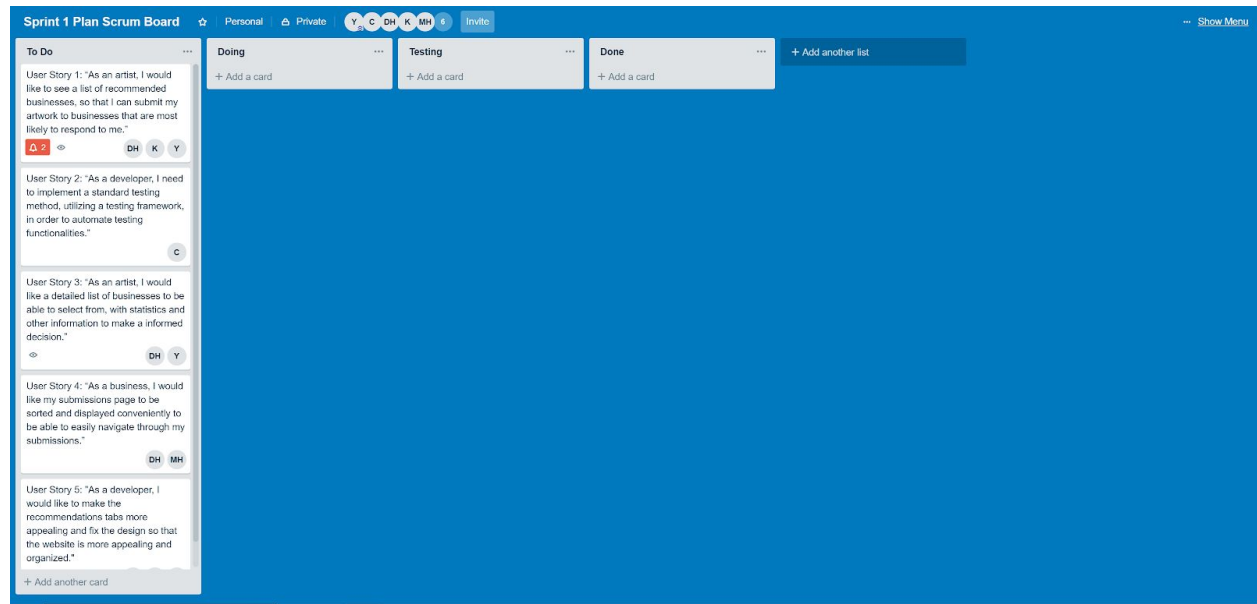 Sprint 1 Plan Scrum Board Personal Private Y C DH K MH 6 Invite ... Show Menu
To Do ...
User Story 1: "As an artist, I would
like to see a list of recommended
businesses, so that I can submit my
artwork to businesses that are most
likely to respond to me."
2 DH K Y
User Story 2: "As a developer, I need
to implement a standard testing
method, utilizing a testing framework,
in order to automate testing
functionalities."
C
User Story 3: "As an artist, I would
like a detailed list of businesses to be
able to select from, with statistics and
other information to make a informed
decision."
DH Y
User Story 4: "As a business, I would
like my submissions page to be
sorted and displayed conveniently to
be able to easily navigate through my
submissions."
DH MH
User Story 5: "As a developer, I
would like to make the
recommendations tabs more
appealing and fix the design so that
the website is more appealing and
organized."
+ Add another card
Doing ...
+ Add a card
Testing ...
+ Add a card
Done ...
+ Add a card
+ Add another list